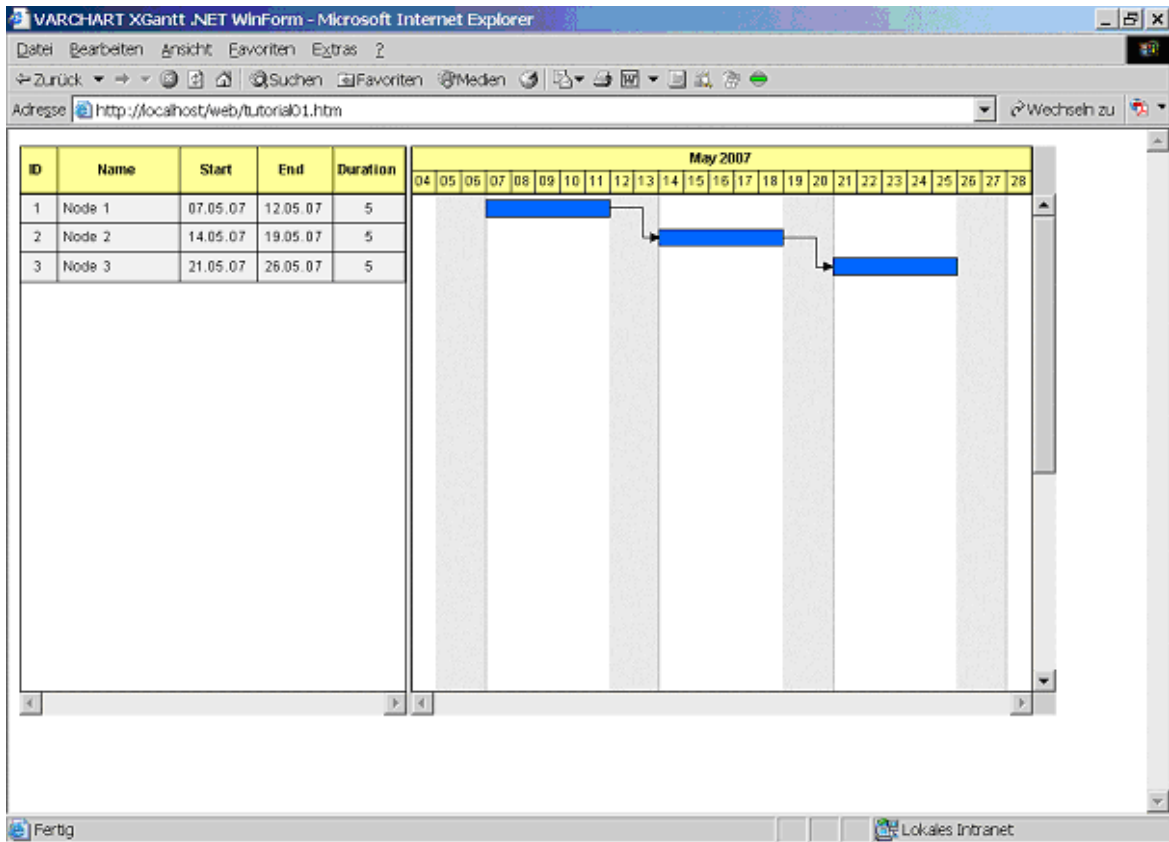 VARCHART XGantt .NET WinForm - Microsoft Internet Explorer
Datei Bearbeiten Ansicht Favoriten Extras ?
Zurück Suchen Favoriten Medien
Adresse http://localhost/web/tutorial01.htm Wechseln zu
May 2007
ID Name Start End Duration
04 05 06 07 08 09 10 11 12 13 14 15 16 17 18 19 20 21 22 23 24 25 26 27 28
1 Node 1 07.05.07 12.05.07 5
2 Node 2 14.05.07 19.05.07 5
3 Node 3 21.05.07 26.05.07 5
Fertig Lokales Intranet